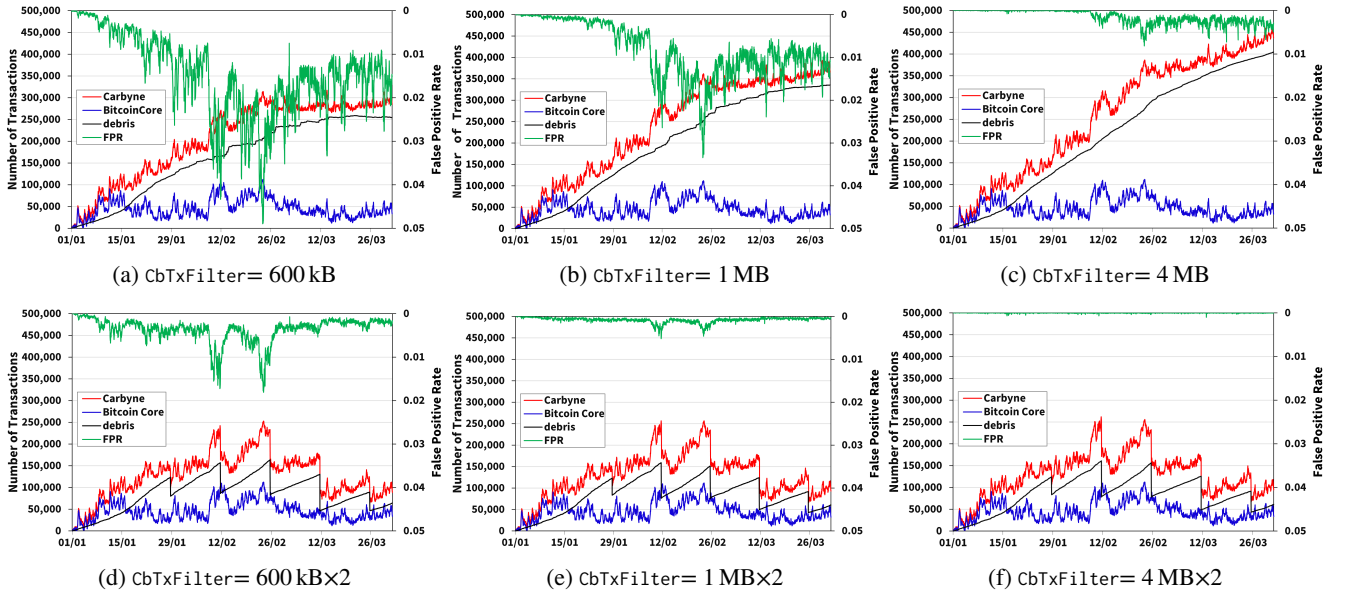 500,000
450,000
400,000
350,000
300,000
250,000
200,000
150,000
100,000
50,000
0
Number of Transactions
Carbyne
BitcoinCore
debris
FPR
0
0.01
0.02
0.03
0.04
0.05
False Positive Rate
01/01 15/01 29/01 12/02 26/02 12/03 26/03
(a) CbTxFilter= 600 kB
500,000
450,000
400,000
350,000
300,000
250,000
200,000
150,000
100,000
50,000
0
Number of Transactions
Carbyne
Bitcoin Core
debris
FPR
0
0.01
0.02
0.03
0.04
0.05
False Positive Rate
01/01 15/01 29/01 12/02 26/02 12/03 26/03
(b) CbTxFilter= 1 MB
500,000
450,000
400,000
350,000
300,000
250,000
200,000
150,000
100,000
50,000
0
Number of Transactions
Carbyne
Bitcoin Core
debris
FPR
0
0.01
0.02
0.03
0.04
0.05
False Positive Rate
01/01 15/01 29/01 12/02 26/02 12/03 26/03
(c) CbTxFilter= 4 MB
500,000
450,000
400,000
350,000
300,000
250,000
200,000
150,000
100,000
50,000
0
Number of Transactions
Carbyne
Bitcoin Core
debris
FPR
0
0.01
0.02
0.03
0.04
0.05
False Positive Rate
01/01 15/01 29/01 12/02 26/02 12/03 26/03
(d) CbTxFilter= 600 kB×2
500,000
450,000
400,000
350,000
300,000
250,000
200,000
150,000
100,000
50,000
0
Number of Transactions
Carbyne
Bitcoin Core
debris
FPR
0
0.01
0.02
0.03
0.04
0.05
False Positive Rate
01/01 15/01 29/01 12/02 26/02 12/03 26/03
(e) CbTxFilter= 1 MB×2
500,000
450,000
400,000
350,000
300,000
250,000
200,000
150,000
100,000
50,000
0
Number of Transactions
Carbyne
Bitcoin Core
debris
FPR
0
0.01
0.02
0.03
0.04
0.05
False Positive Rate
01/01 15/01 29/01 12/02 26/02 12/03 26/03
(f) CbTxFilter= 4 MB×2